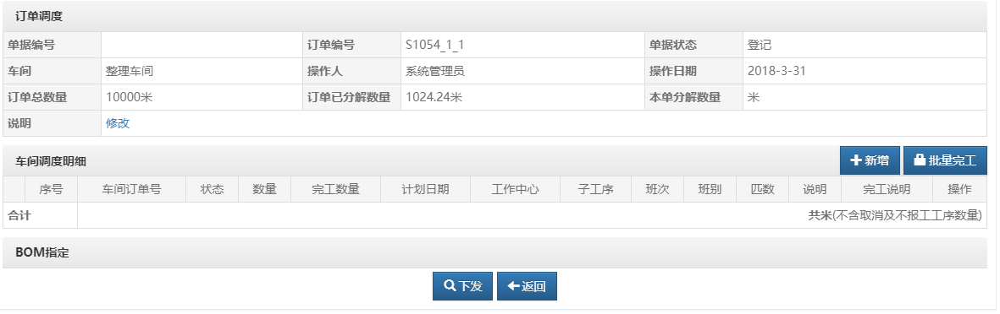 订单调度
单据编号 订单编号 S1054_1_1 单据状态 登记
车间 整理车间 操作人 系统管理员 操作日期 2018-3-31
订单总数量 10000米 订单已分解数量 1024.24米 本单分解数量 米
说明 修改
车间调度明细 新增 批量完工
序号 车间订单号 状态 数量 完工数量 计划日期 工作中心 子工序 班次 班别 匹数 说明 完工说明 操作
合计 共米(不含取消及不报工工序数量)
BOM指定
下发 返回